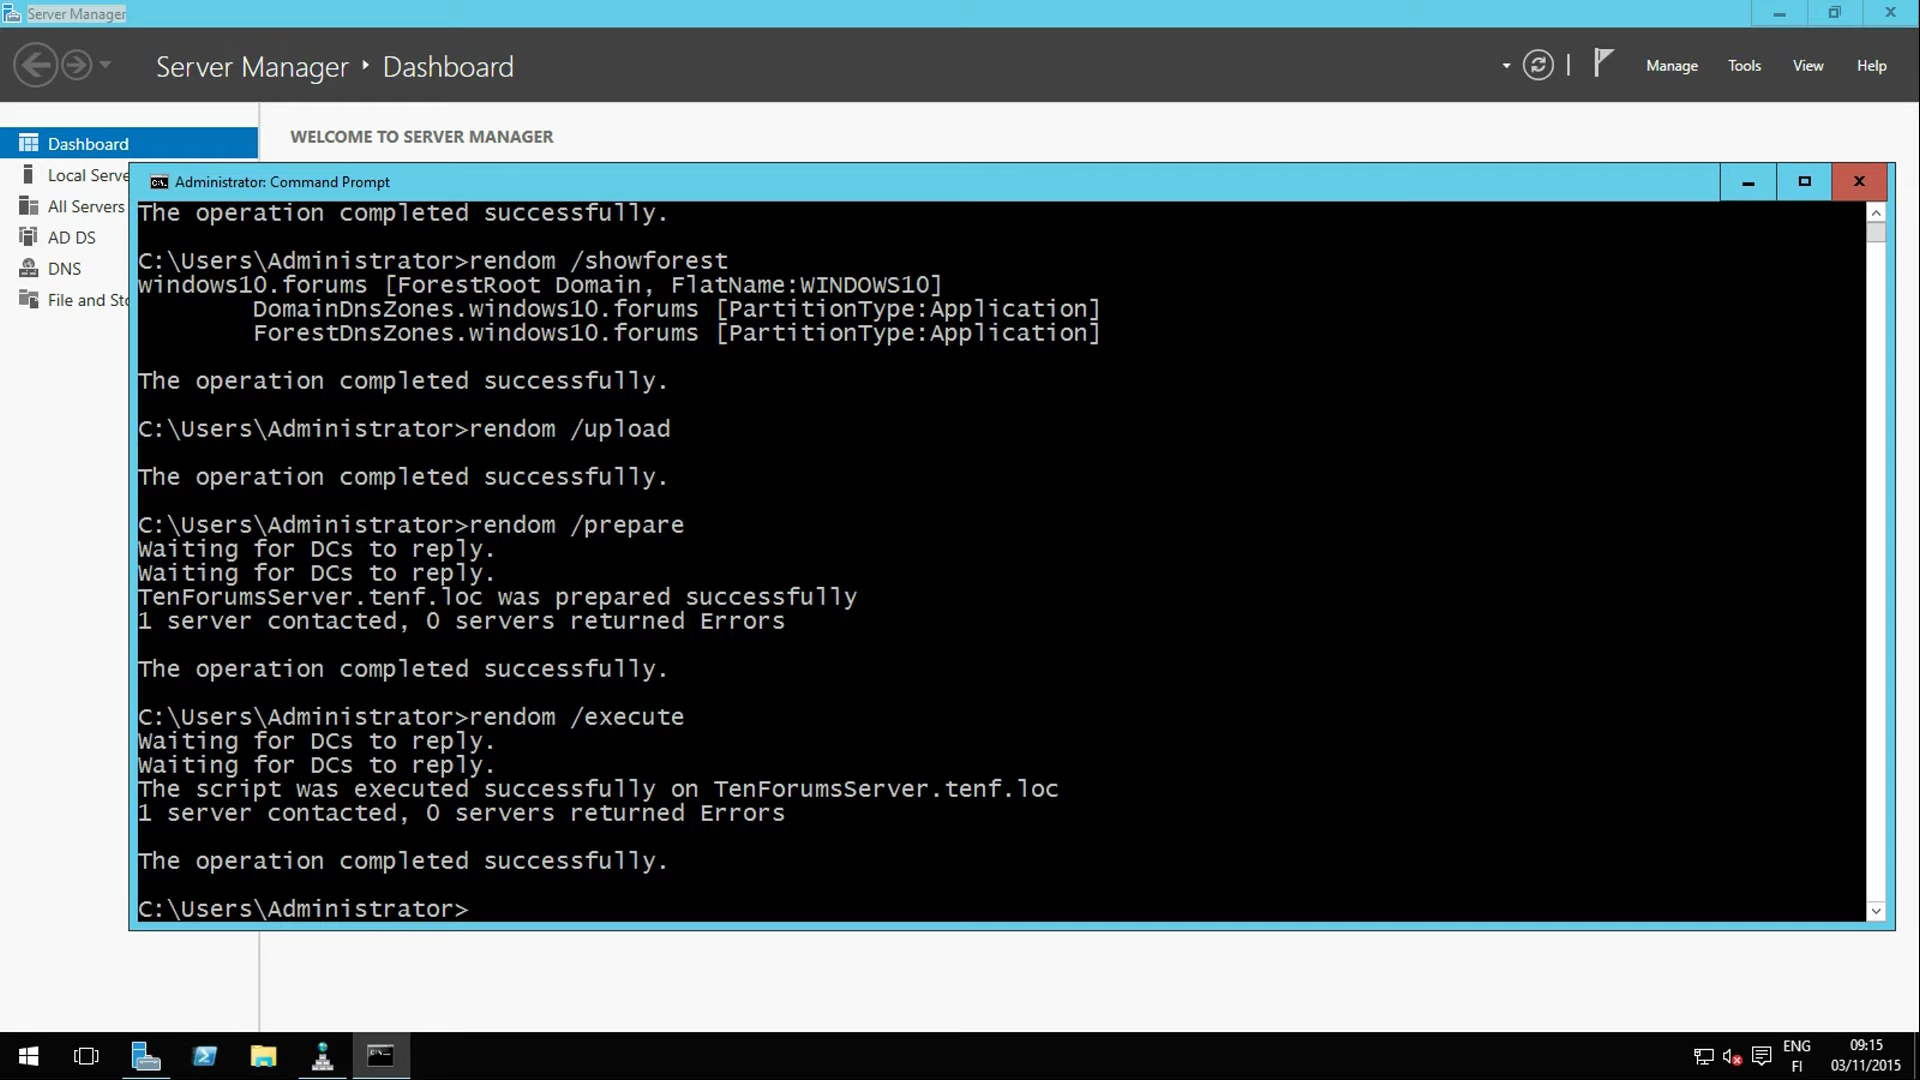 Server Manager
Server Manager Dashboard
Manage Tools View Help
Dashboard
WELCOME TO SERVER MANAGER
Local Serve
All Servers
AD DS
DNS
File and Sto
Administrator: Command Prompt
The operation completed successfully.
C:\Users\Administrator>rendom /showforest
windows10.forums [ForestRoot Domain, FlatName:WINDOWS10]
DomainDnsZones.windows10.forums [PartitionType:Application]
ForestDnsZones.windows10.forums [PartitionType:Application]
The operation completed successfully.
C:\Users\Administrator>rendom /upload
The operation completed successfully.
C:\Users\Administrator>rendom /prepare
Waiting for DCs to reply.
Waiting for DCs to reply.
TenForumsServer.tenf.loc was prepared successfully
1 server contacted, 0 servers returned Errors
The operation completed successfully.
C:\Users\Administrator>rendom /execute
Waiting for DCs to reply.
Waiting for DCs to reply.
The script was executed successfully on TenForumsServer.tenf.loc
1 server contacted, 0 servers returned Errors
The operation completed successfully.
C:\Users\Administrator>
ENG
FI
09:15
03/11/2015